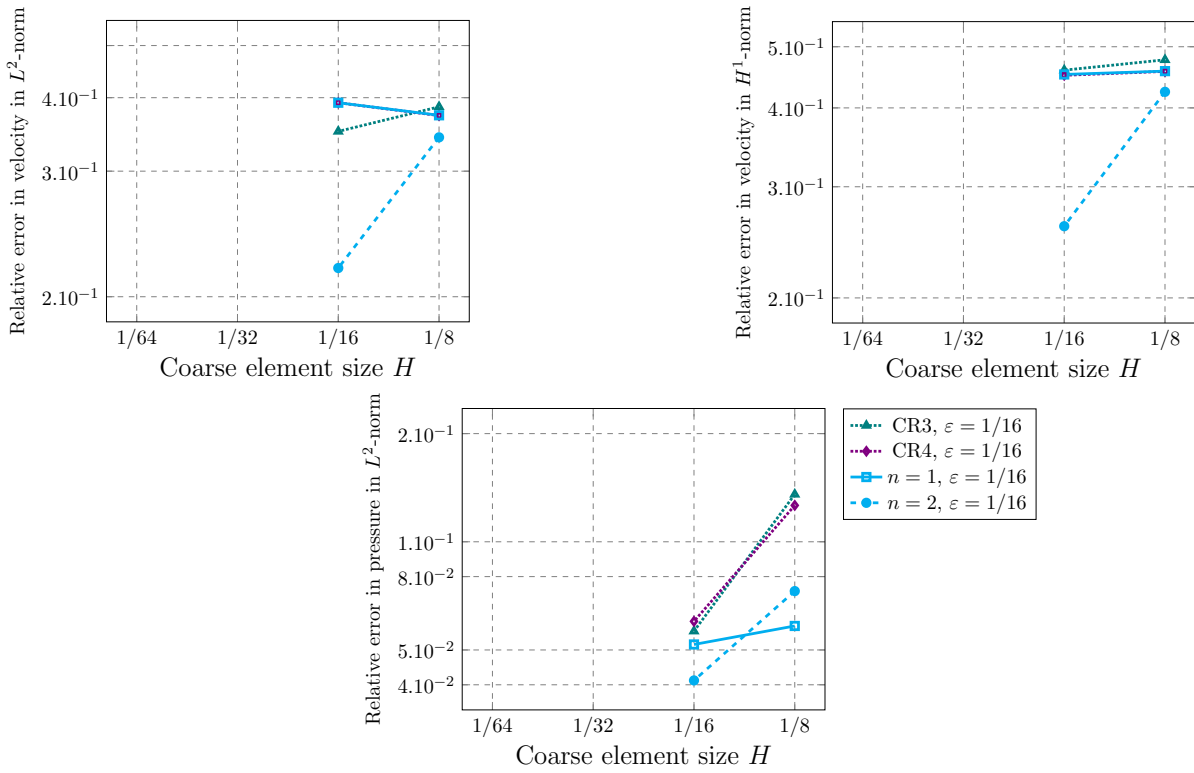 Relative error in velocity in L²-norm
4.10⁻¹
3.10⁻¹
2.10⁻¹
1/64 1/32 1/16 1/8
Coarse element size H
Relative error in velocity in H¹-norm
5.10⁻¹
4.10⁻¹
3.10⁻¹
2.10⁻¹
1/64 1/32 1/16 1/8
Coarse element size H
Relative error in pressure in L²-norm
2.10⁻¹
1.10⁻¹
8.10⁻²
5.10⁻²
4.10⁻²
1/64 1/32 1/16 1/8
Coarse element size H
CR3, ε = 1/16
CR4, ε = 1/16
n = 1, ε = 1/16
n = 2, ε = 1/16